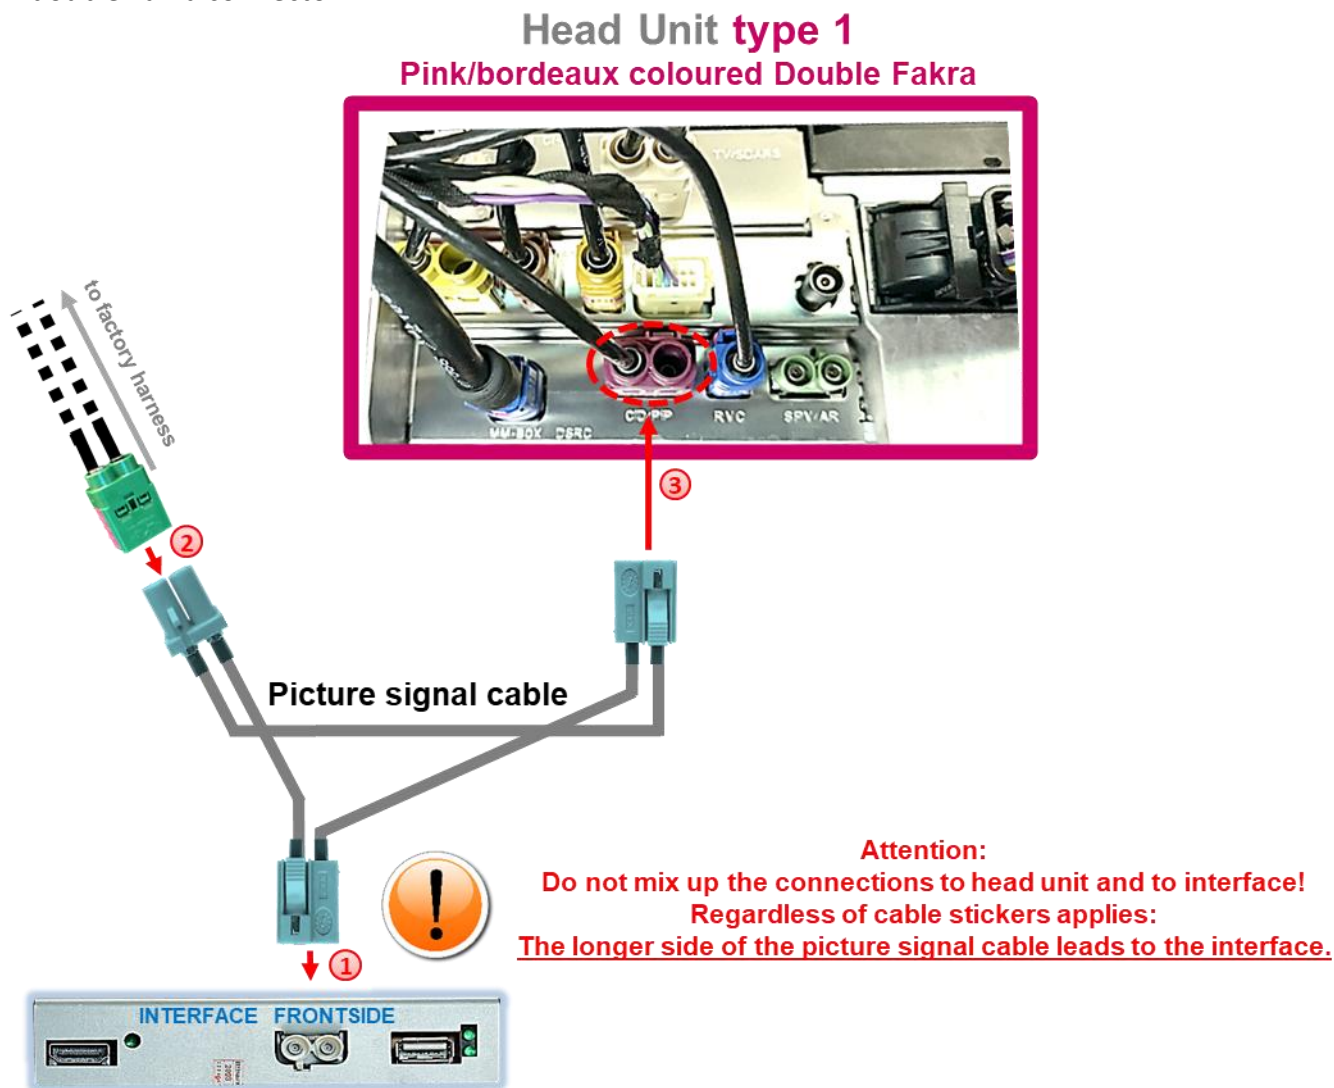 Head Unit type 1
Pink/bordeaux coloured Double Fakra
TV/SDARS
MM-BOX DSRC CID/PIP RVC SPV/AR
to factory harness
2
3
Picture signal cable
Attention:
Do not mix up the connections to head unit and to interface!
Regardless of cable stickers applies:
The longer side of the picture signal cable leads to the interface.
1
INTERFACE FRONTSIDE